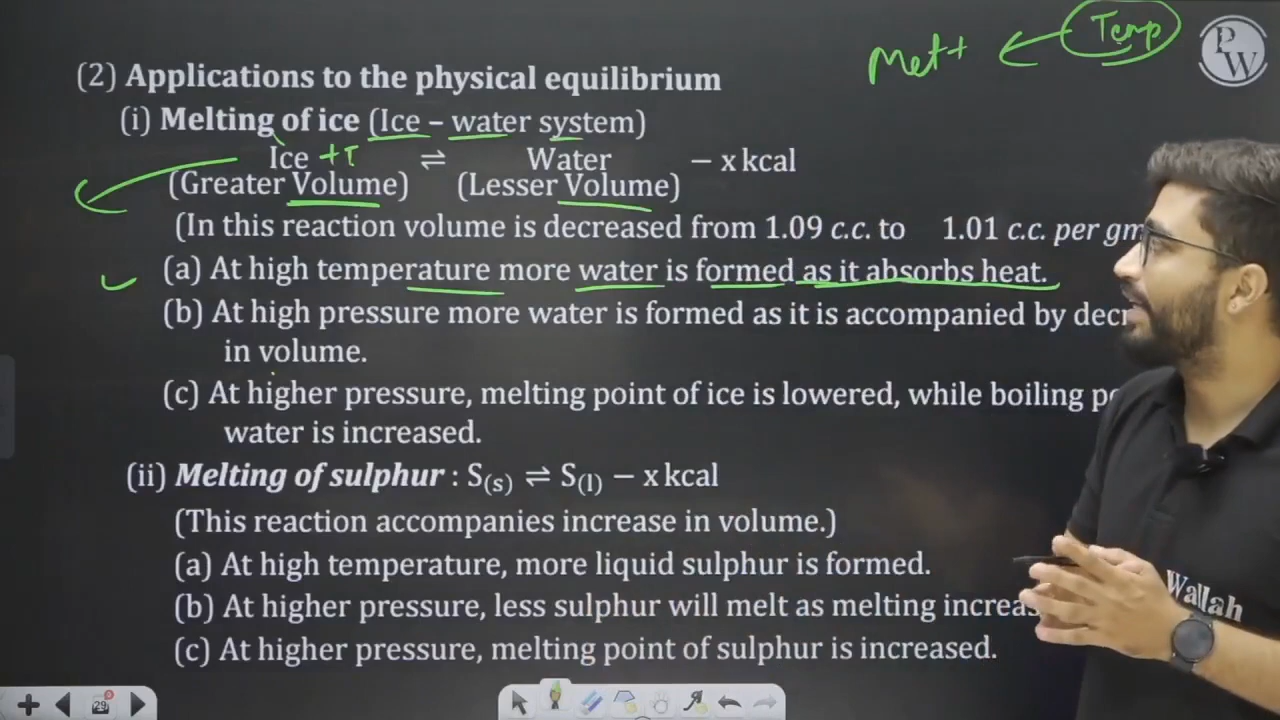 Melt ← Temp
PW
(2) Applications to the physical equilibrium
(i) Melting of ice (Ice – water system)
Ice +T ⇌ Water – x kcal
(Greater Volume) (Lesser Volume)
(In this reaction volume is decreased from 1.09 c.c. to 1.01 c.c. per gm
(a) At high temperature more water is formed as it absorbs heat.
(b) At high pressure more water is formed as it is accompanied by decr
in volume.
(c) At higher pressure, melting point of ice is lowered, while boiling po
water is increased.
(ii) Melting of sulphur : S(s) ⇌ S(l) – x kcal
(This reaction accompanies increase in volume.)
(a) At high temperature, more liquid sulphur is formed.
(b) At higher pressure, less sulphur will melt as melting increas
(c) At higher pressure, melting point of sulphur is increased.
Wallah
29